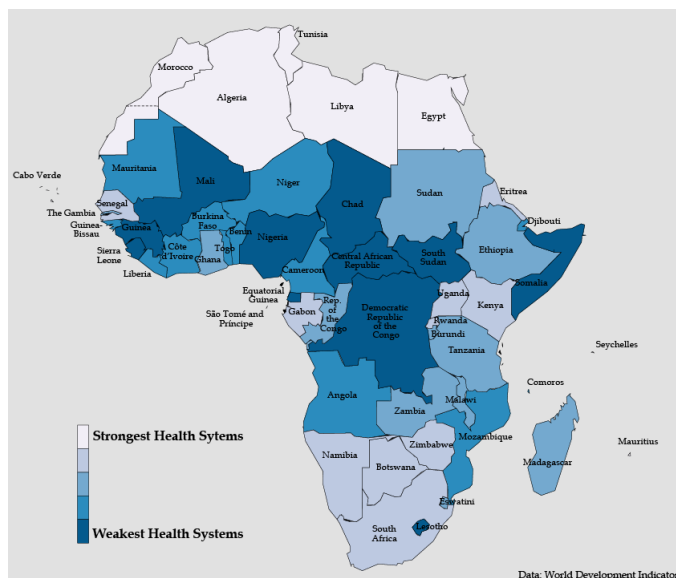 Tunisia
Morocco
Algeria
Libya
Egypt
Mauritania
Mali
Niger
Cabo Verde
Chad
Sudan
Eritrea
Senegal
The Gambia
Guinea-
Bissau
Guinea
Burkina
Faso
Benin
Nigeria
Djibouti
Sierra
Leone
Côte
d'Ivoire
Togo
Ghana
Ethiopia
Liberia
Cameroon
Central African
Republic
South
Sudan
Somalia
Equatorial
Guinea
São Tomé and
Príncipe
Gabon
Rep.
of the
Congo
Democratic
Republic
of the Congo
Uganda
Kenya
Rwanda
Burundi
Tanzania
Seychelles
Comoros
Angola
Zambia
Malawi
Mozambique
Madagascar
Mauritius
Namibia
Zimbabwe
Botswana
Eswatini
South
Africa
Lesotho
Strongest Health Sytems
Weakest Health Systems
Data: World Development Indicators